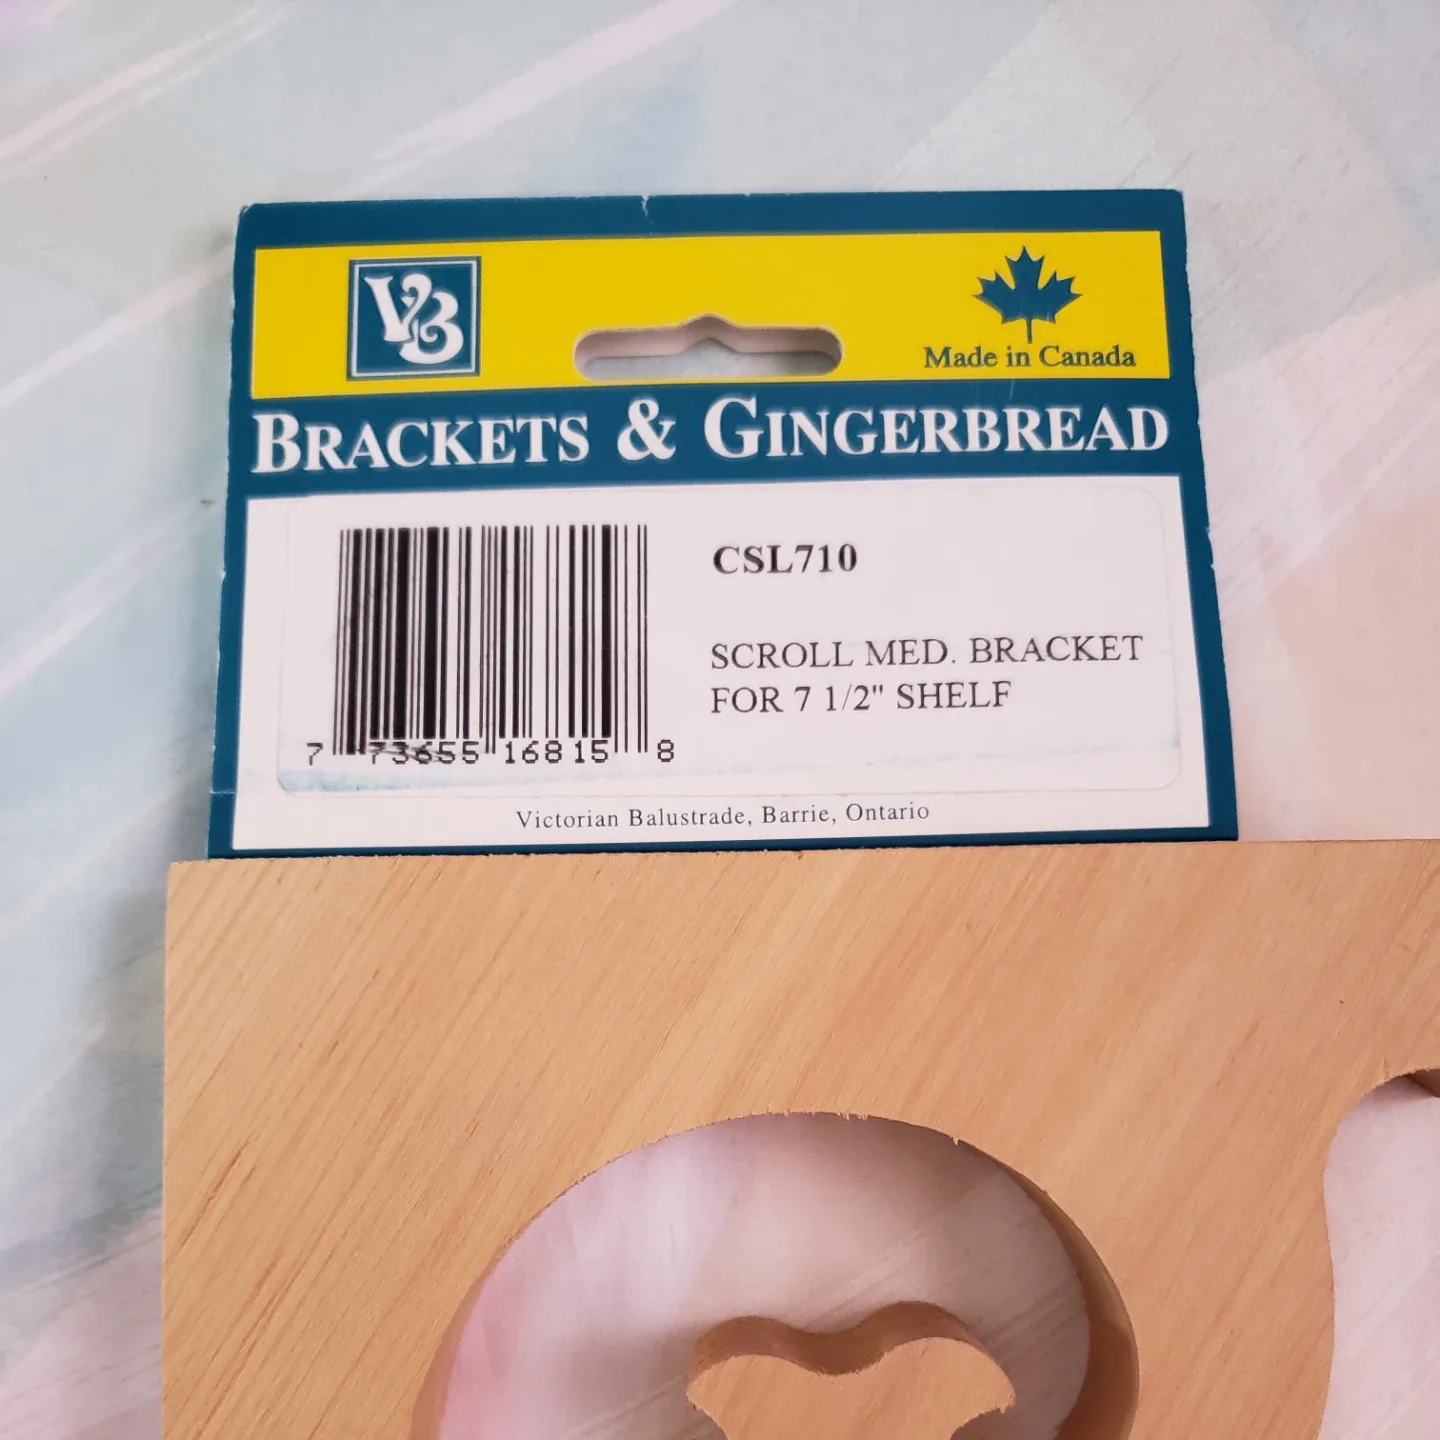 VB
Made in Canada
BRACKETS & GINGERBREAD
CSL710
SCROLL MED. BRACKET
FOR 7 1/2" SHELF
7 73655 16815 8
Victorian Balustrade, Barrie, Ontario